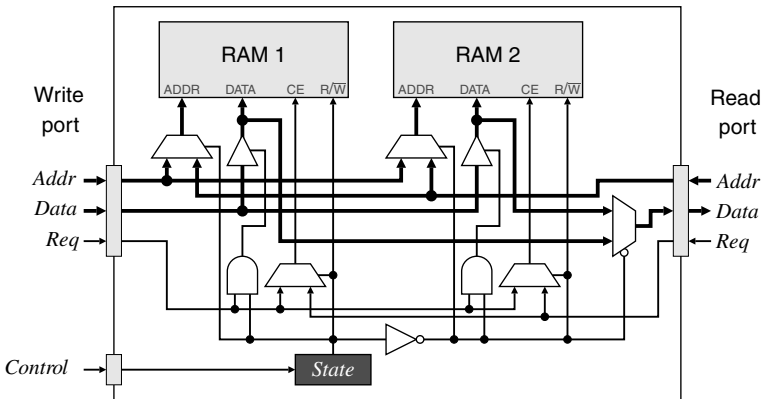 RAM 1
RAM 2
ADDR DATA CE R/W̅
ADDR DATA CE R/W̅
Write
port
Read
port
Addr
Addr
Data
Data
Req
Req
Control
State